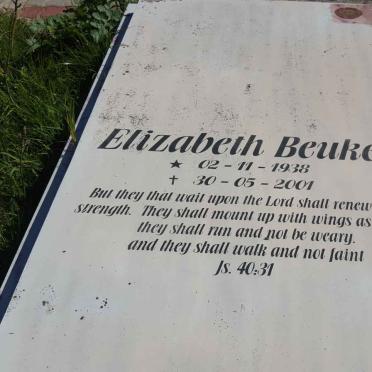 Elizabeth Beuke
★ 02 - 11 - 1938
† 30 - 05 - 2001
But they that wait upon the Lord shall renew
strength. They shall mount up with wings as
they shall run and not be weary.
and they shall walk and not faint
Js. 40:31